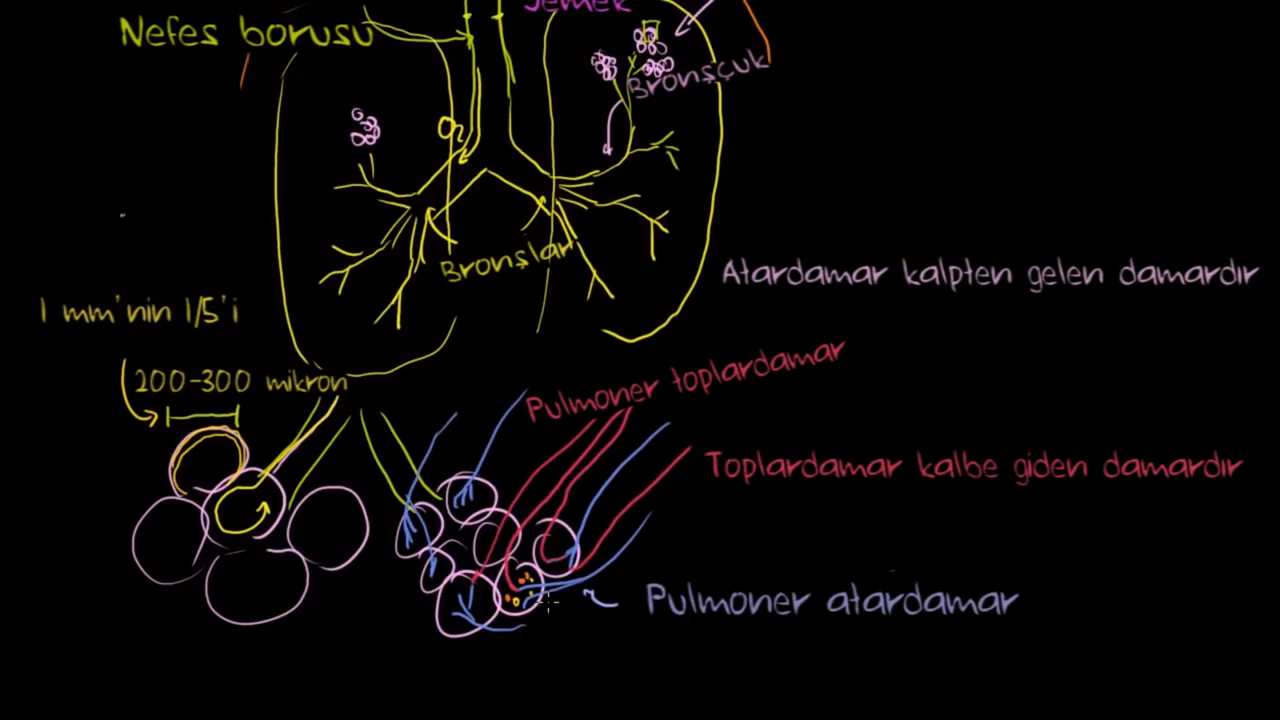 Yemek
Nefes borusu
Bronşçuk
O₂
Bronşlar
Atardamar kalpten gelen damardır
1 mm'nin 1/5'i
200-300 mikron
Pulmoner toplardamar
Toplardamar kalbe giden damardır
Pulmoner atardamar